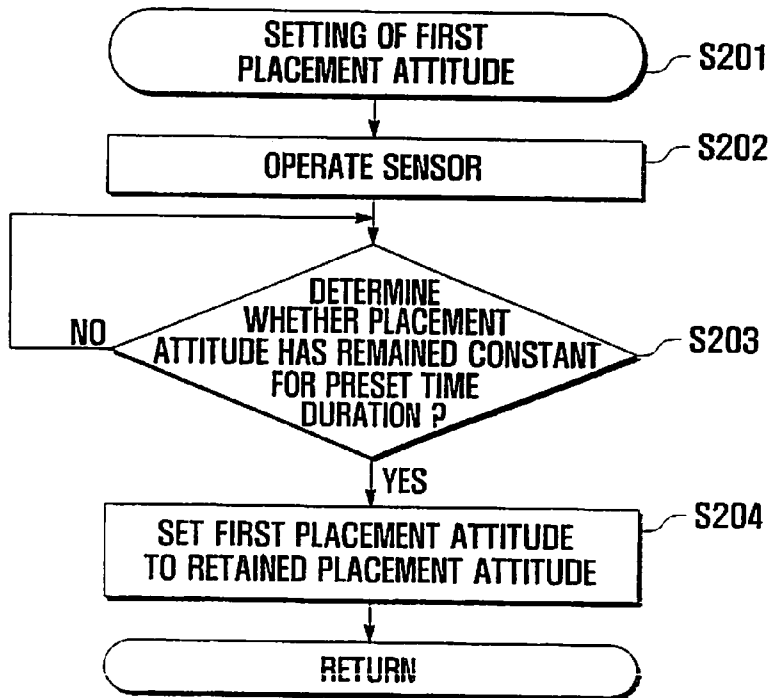 SETTING OF FIRST
PLACEMENT ATTITUDE
S201
OPERATE SENSOR
S202
DETERMINE
WHETHER PLACEMENT
ATTITUDE HAS REMAINED CONSTANT
FOR PRESET TIME
DURATION ?
NO
S203
YES
SET FIRST PLACEMENT ATTITUDE
TO RETAINED PLACEMENT ATTITUDE
S204
RETURN